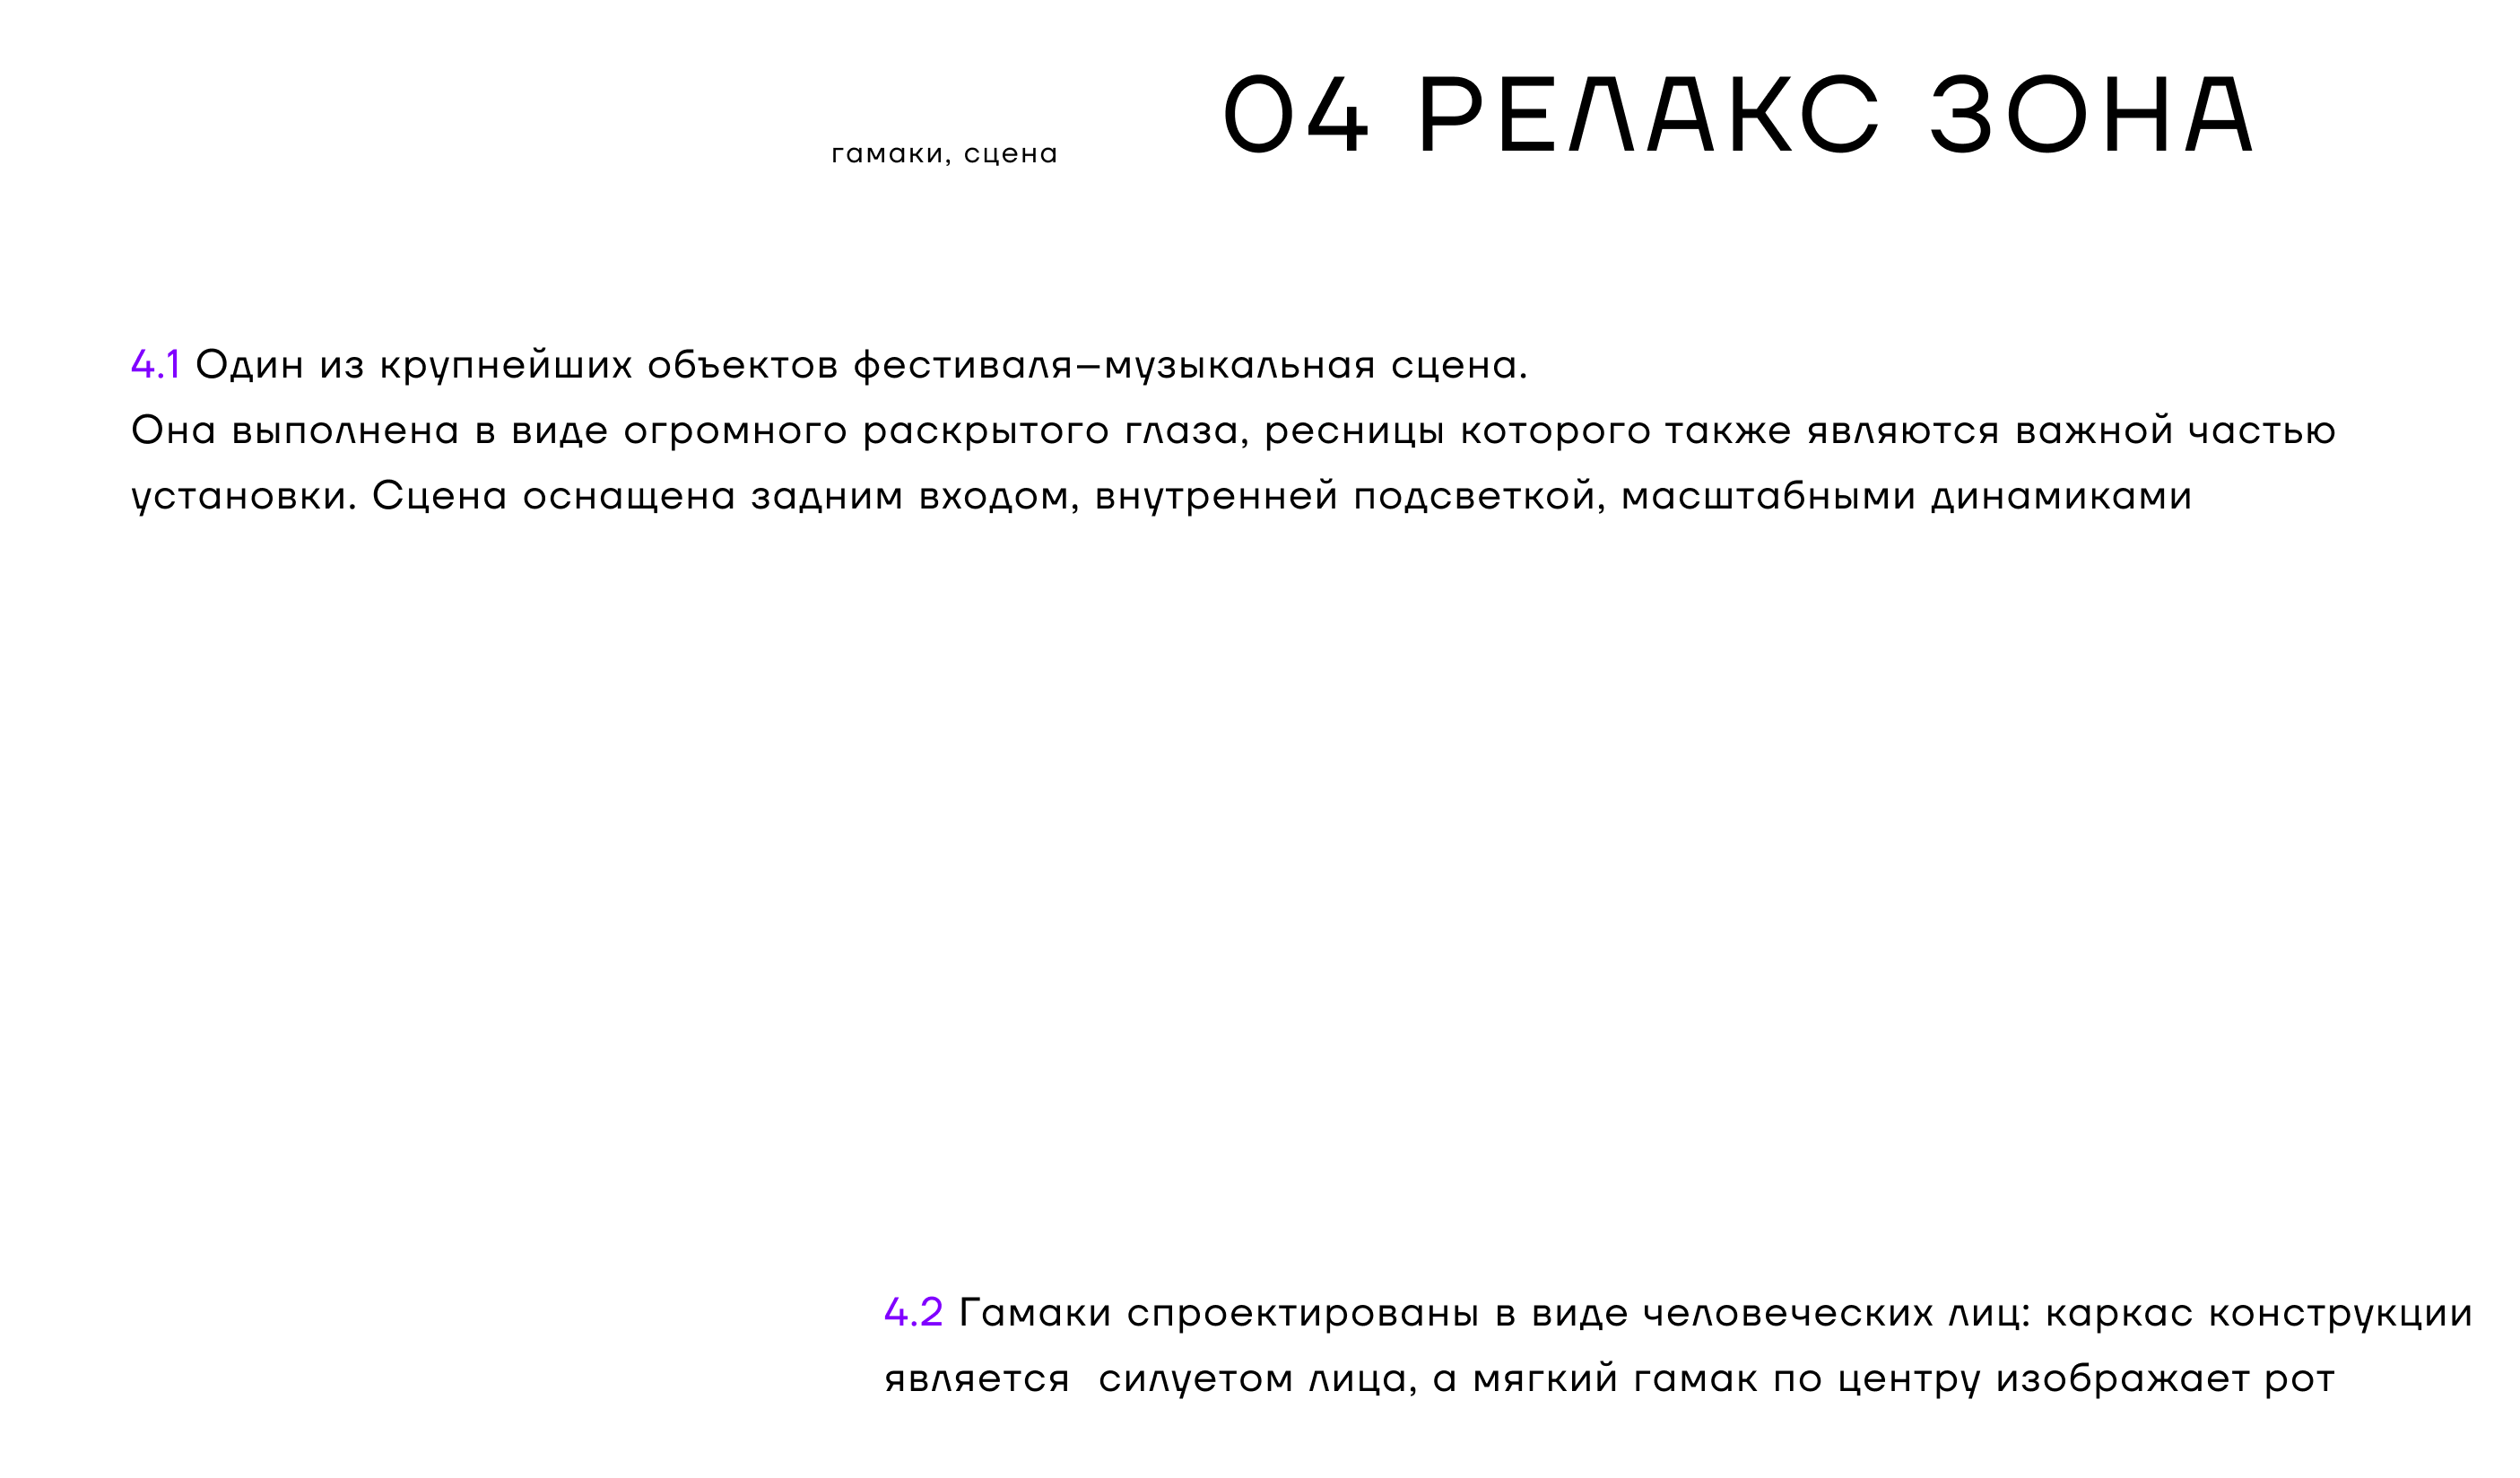 04 РЕЛАКС ЗОНА
гамаки, сцена
4.1 Один из крупнейших объектов фестиваля—музыкальная сцена.
Она выполнена в виде огромного раскрытого глаза, ресницы которого также являются важной частью
установки. Сцена оснащена задним входом, внутренней подсветкой, масштабными динамиками
4.2 Гамаки спроектированы в виде человеческих лиц: каркас конструкции
является  силуетом лица, а мягкий гамак по центру изображает рот